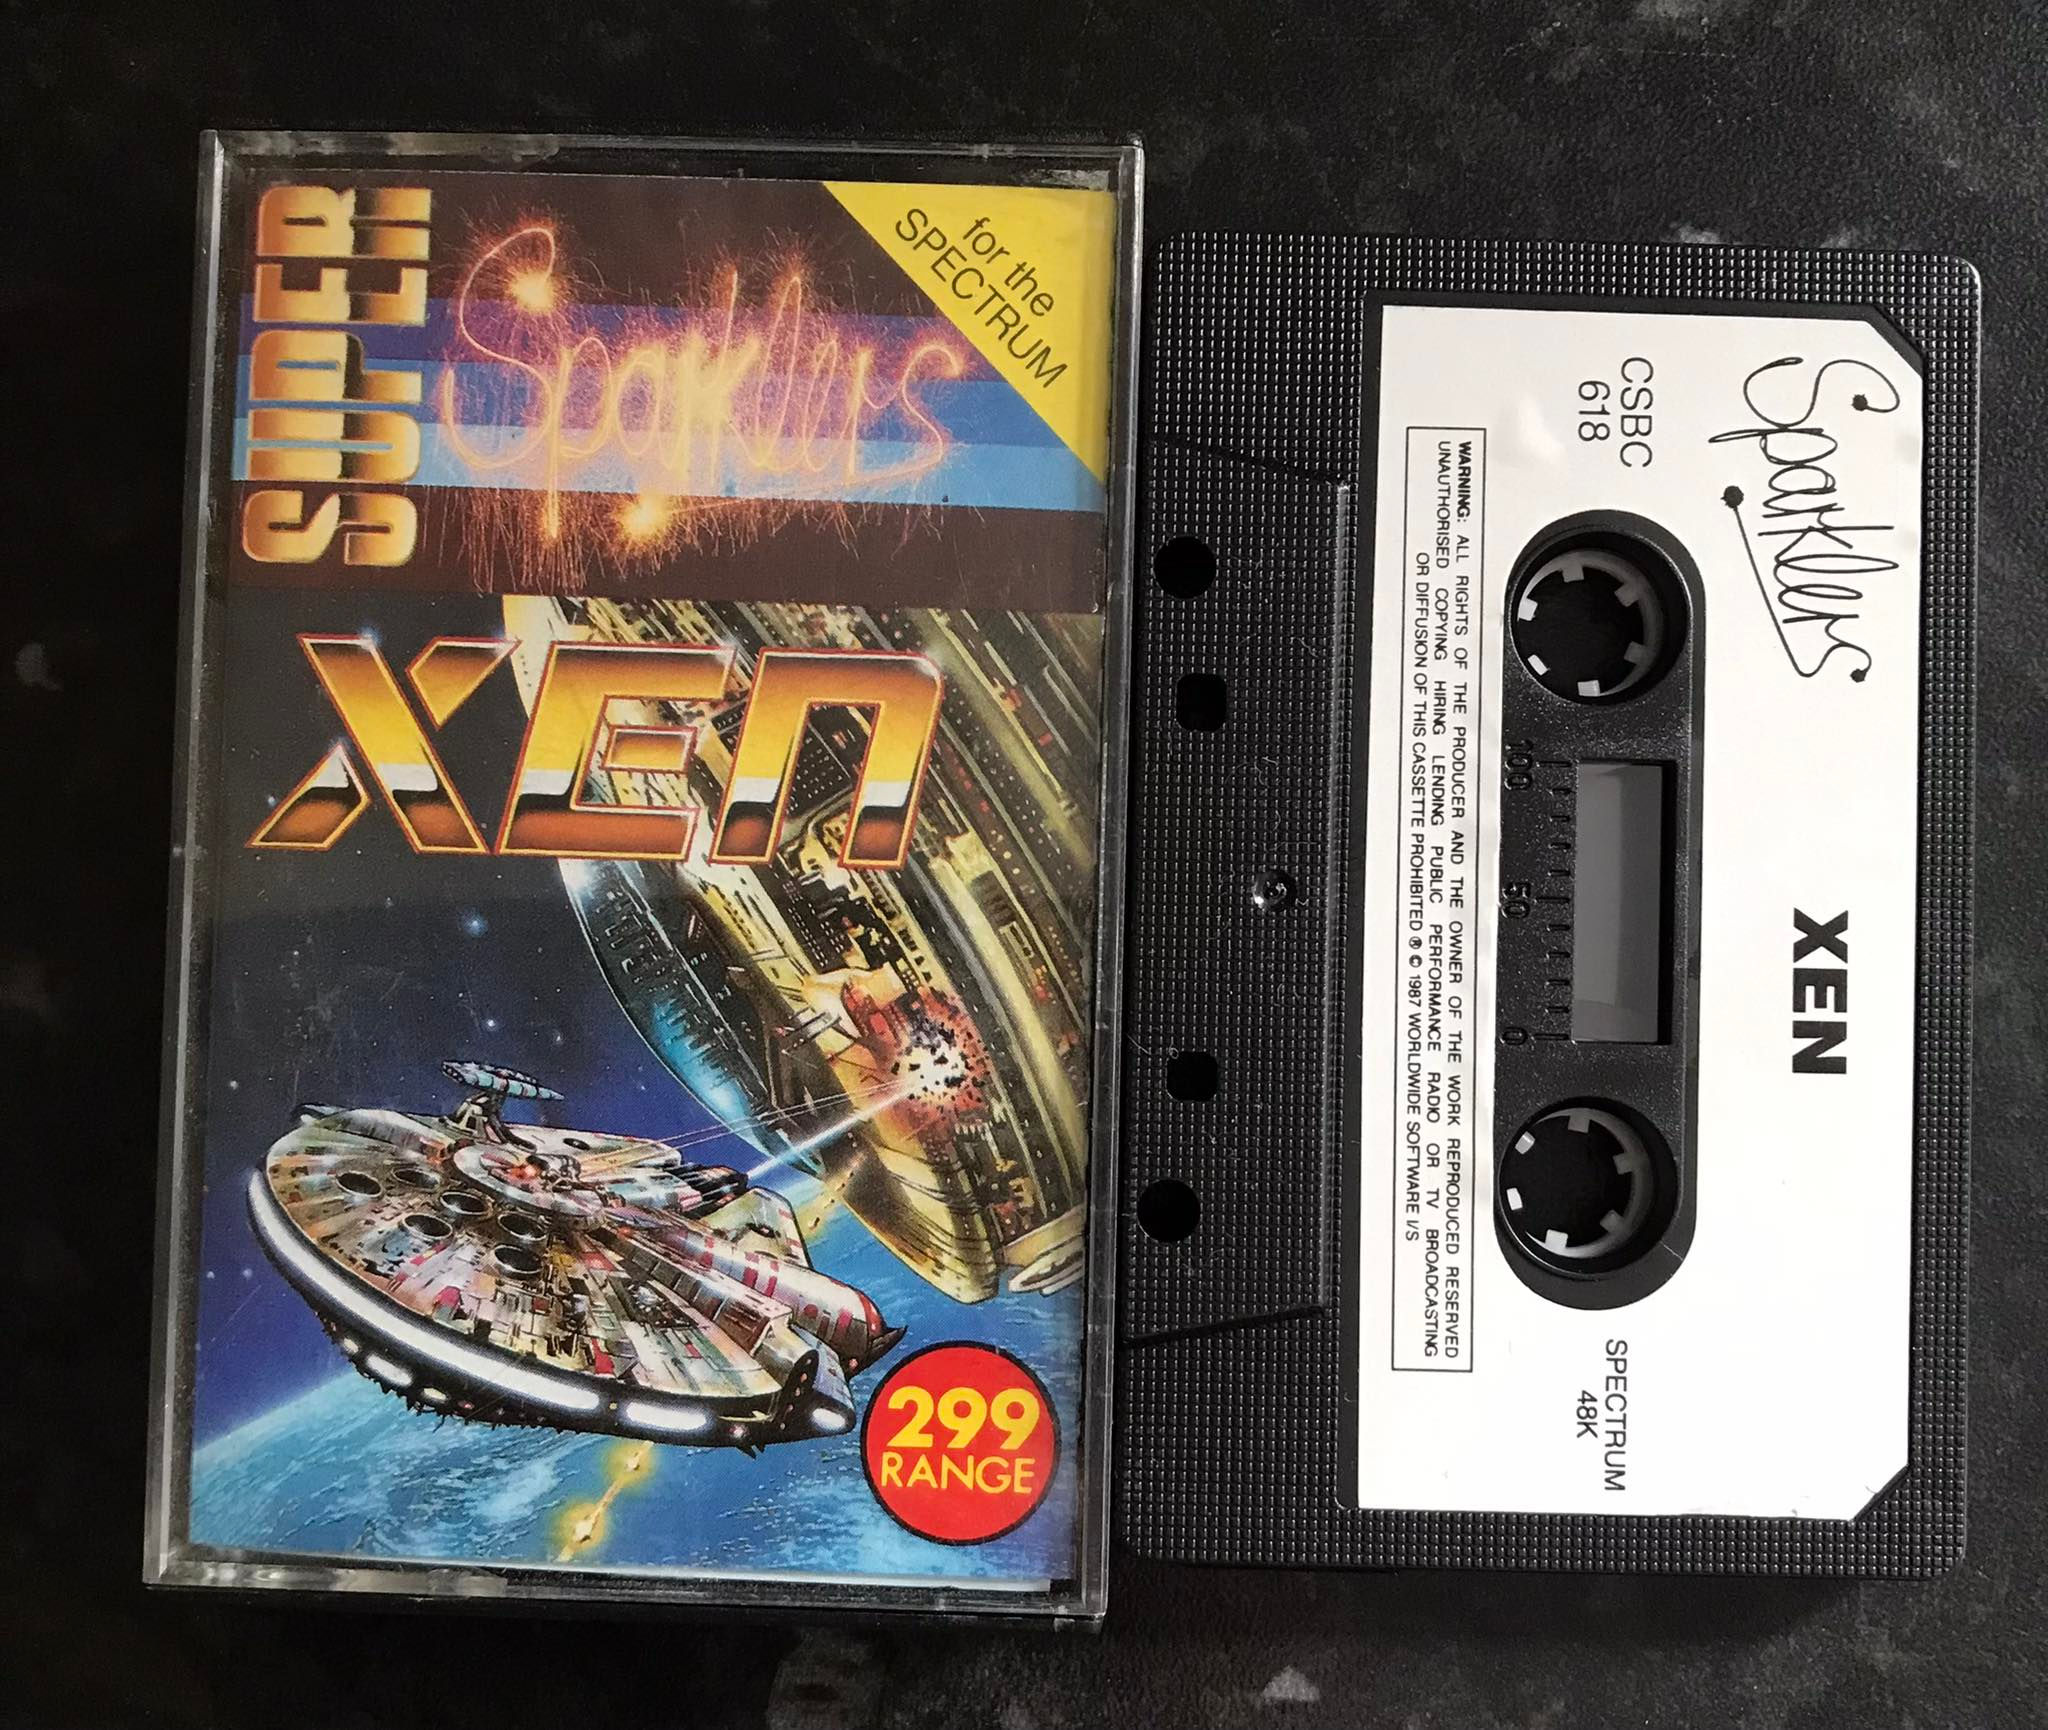 SUPER
Sparklers
for the
SPECTRUM
XEN
299
RANGE
Sparklers
XEN
CSBC
618
SPECTRUM
48K
100
50
0
WARNING: ALL RIGHTS OF THE PRODUCER AND THE OWNER OF THE WORK REPRODUCED RESERVED
UNAUTHORISED COPYING HIRING LENDING PUBLIC PERFORMANCE RADIO OR TV BROADCASTING
OR DIFFUSION OF THIS CASSETTE PROHIBITED ℗ © 1987 WORLDWIDE SOFTWARE I/S